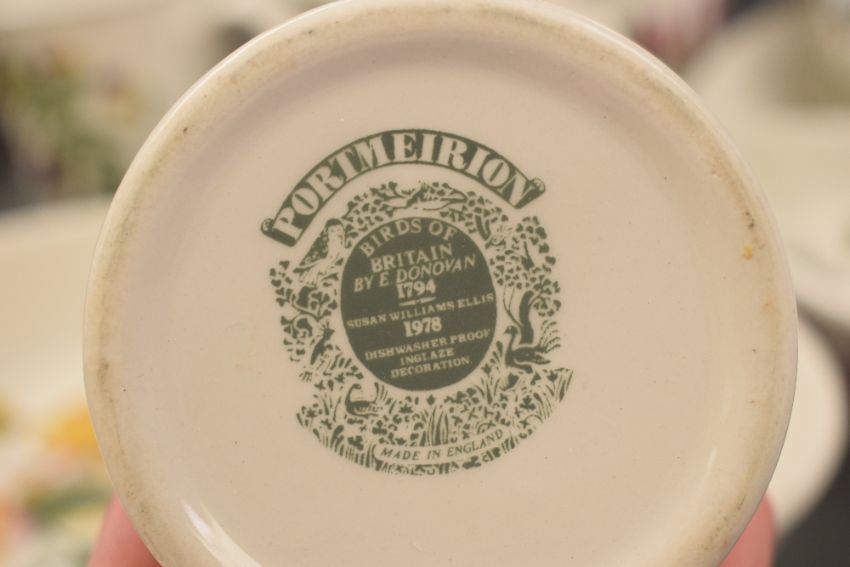 PORTMEIRION
BIRDS OF
BRITAIN
BY E DONOVAN
1794
SUSAN WILLIAMS ELLIS
1978
DISHWASHER PROOF
INGLAZE
DECORATION.
MADE IN ENGLAND